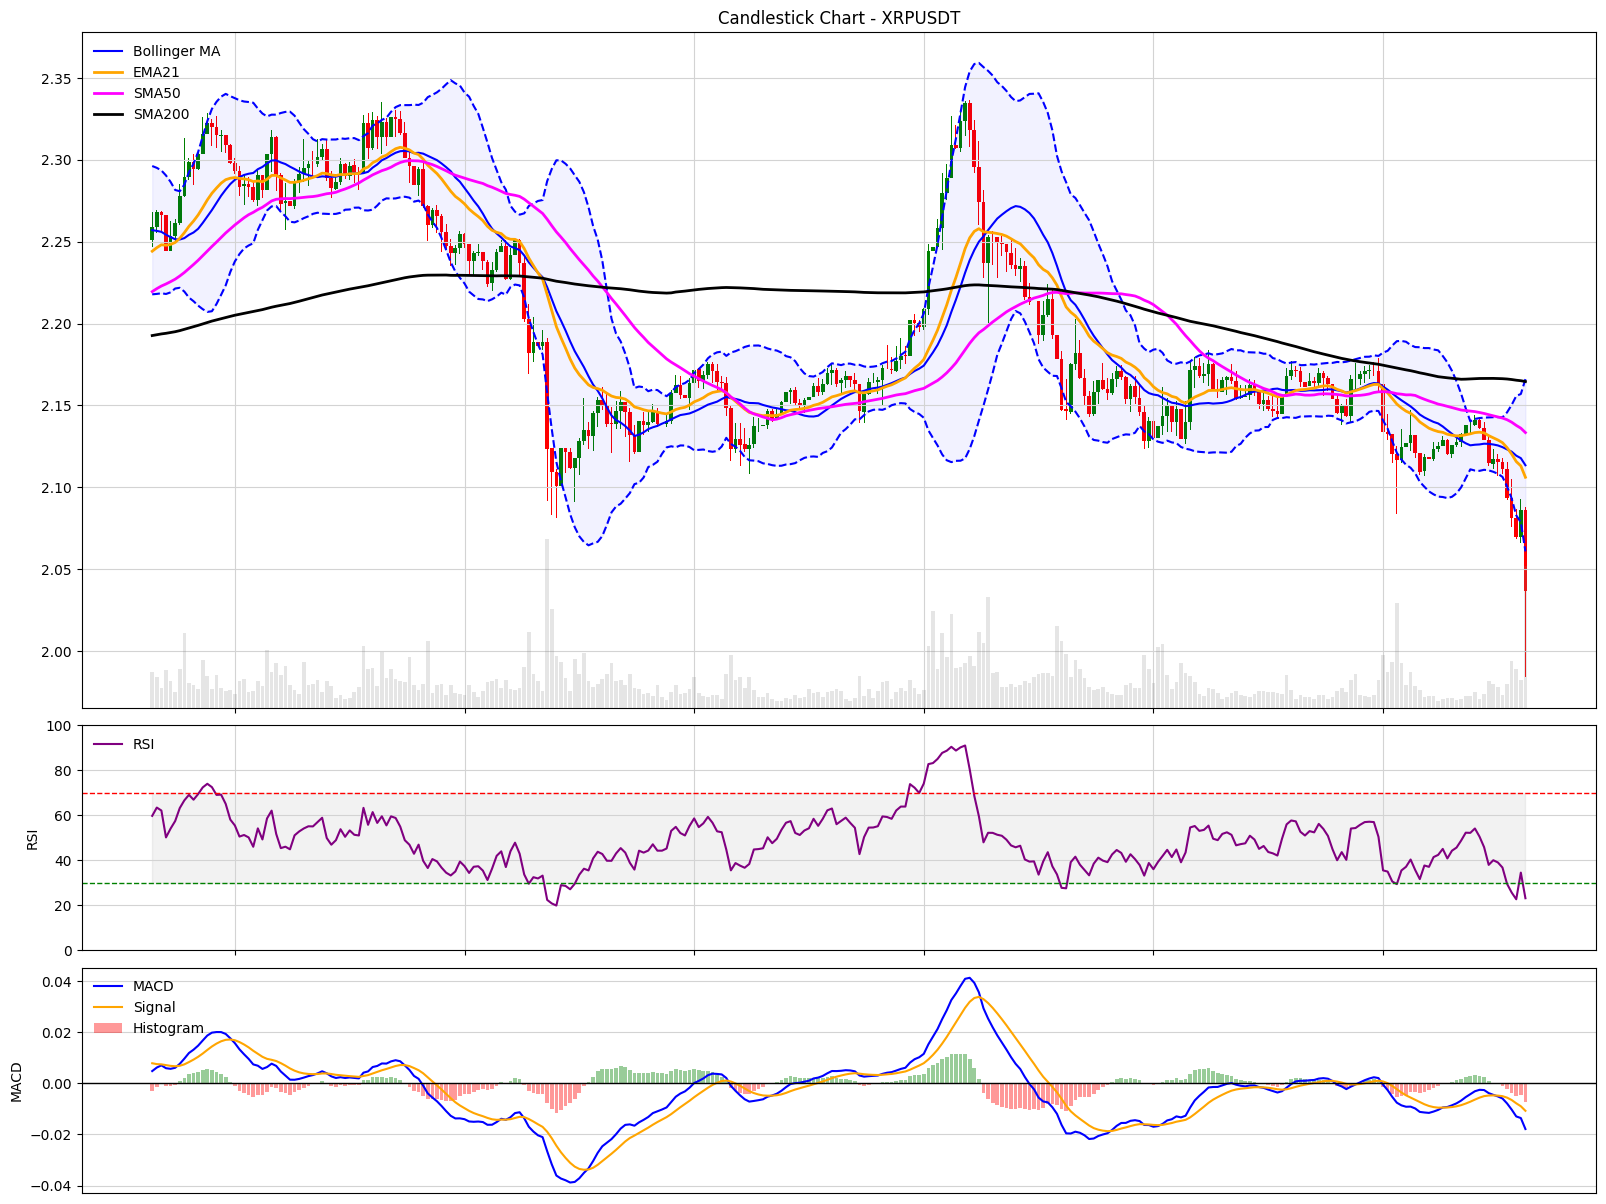 Candlestick Chart - XRPUSDT
Bollinger MA
EMA21
SMA50
SMA200
2.35
2.30
2.25
2.20
2.15
2.10
2.05
2.00
RSI
100
80
60
40
20
0
RSI
MACD
Signal
Histogram
0.04
0.02
0.00
−0.02
−0.04
MACD